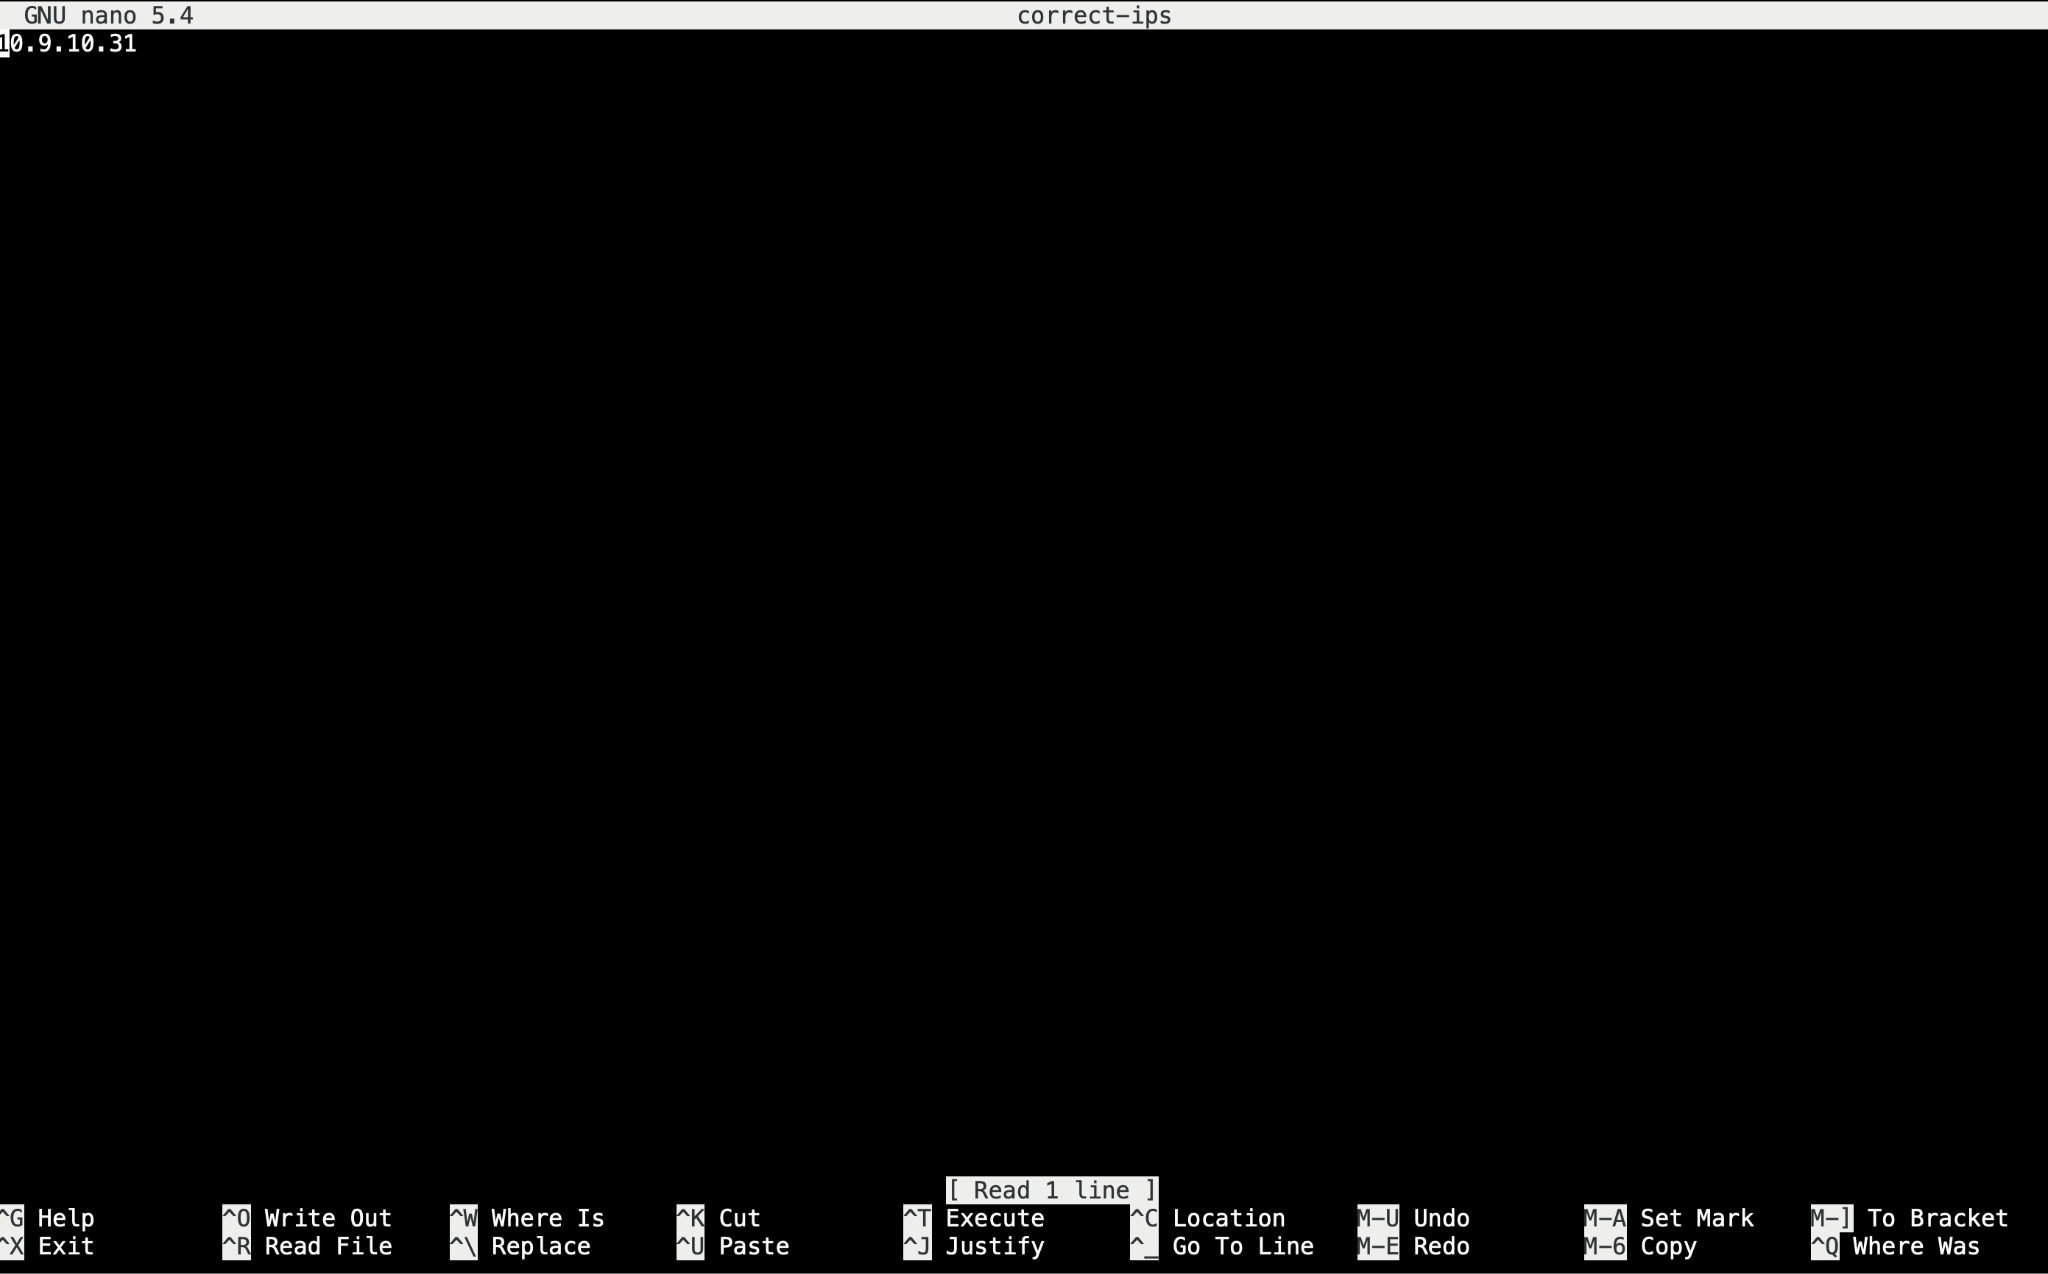 GNU nano 5.4 correct-ips
10.9.10.31
[ Read 1 line ]
^G Help ^O Write Out ^W Where Is ^K Cut ^T Execute ^C Location M-U Undo M-A Set Mark M-] To Bracket
^X Exit ^R Read File ^\ Replace ^U Paste ^J Justify ^_ Go To Line M-E Redo M-6 Copy ^Q Where Was